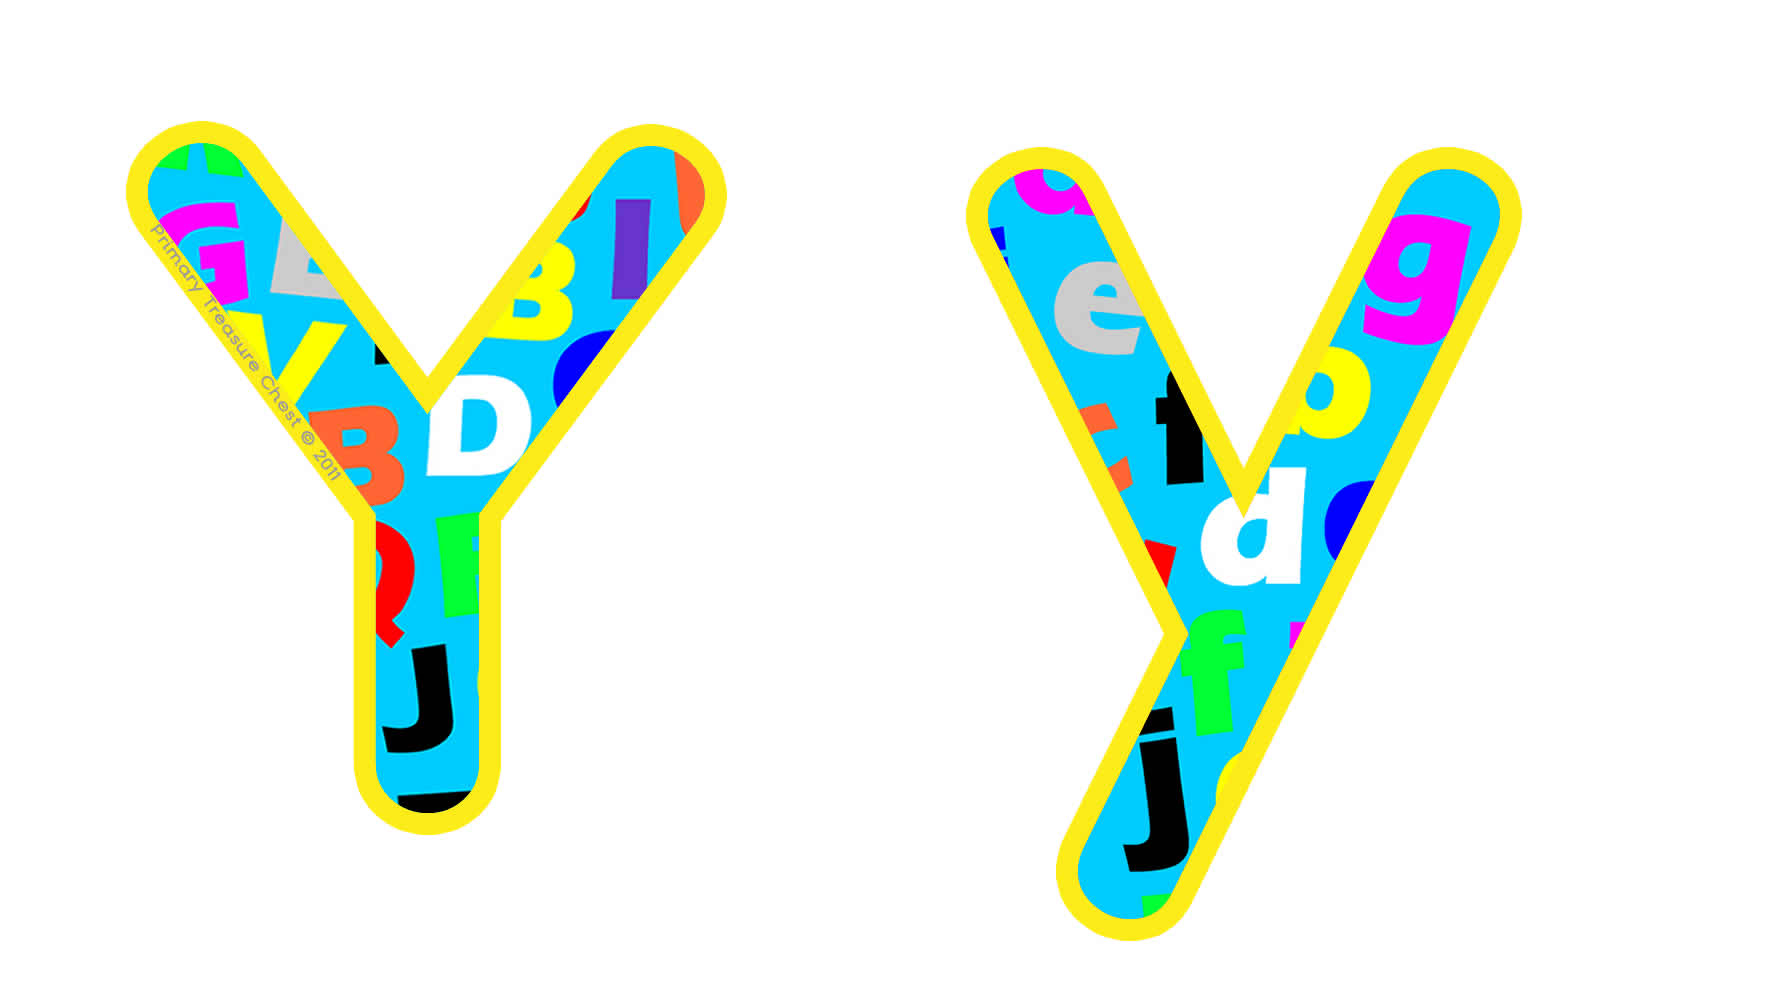 Y y
Primary Treasure Chest © 2011
G E
Y
B I
B D
Q
J
e g
f p
d
f
j